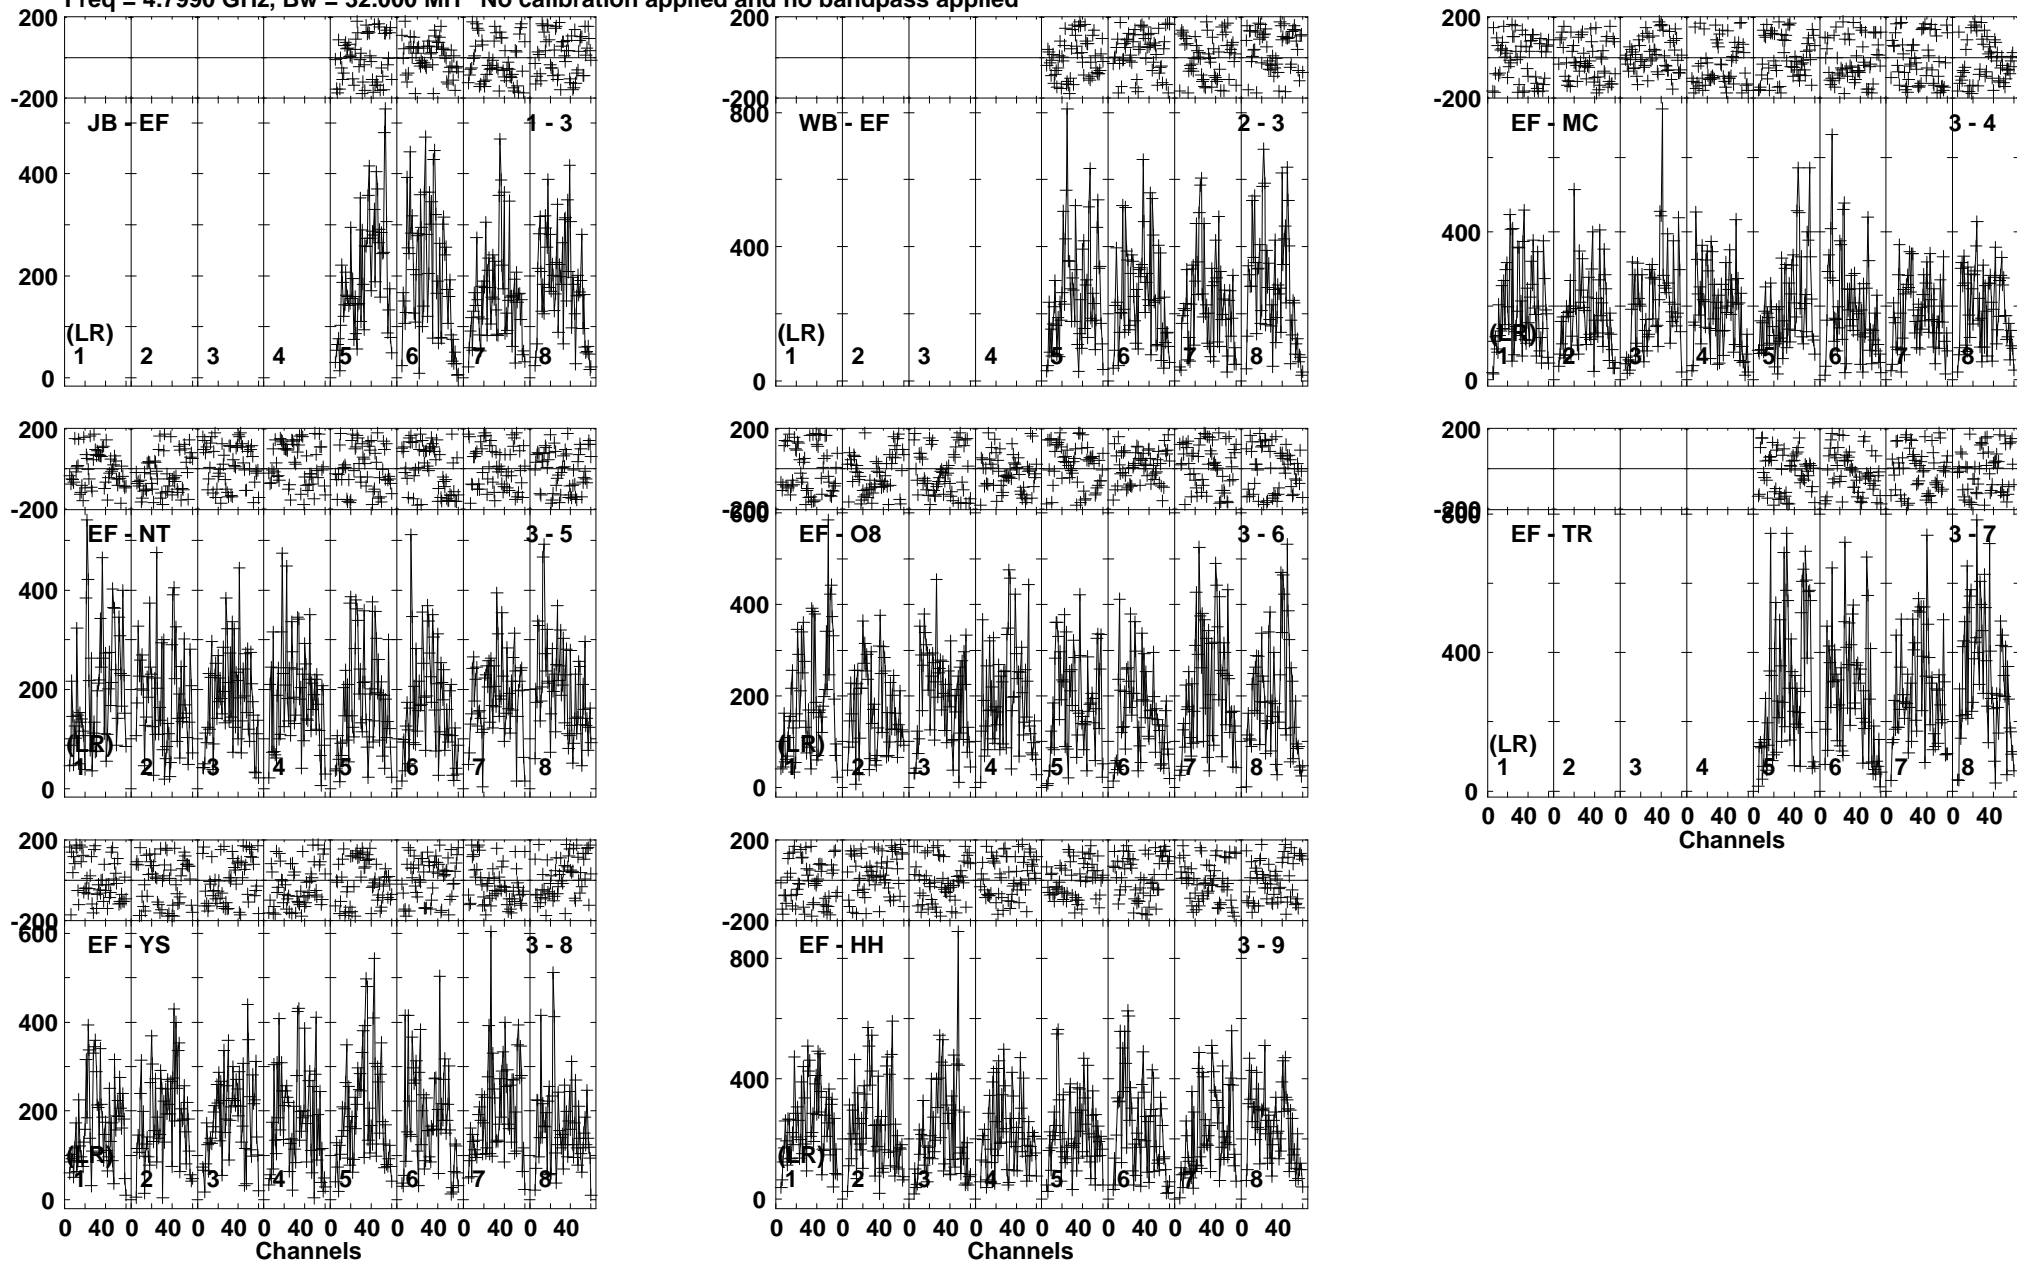 Freq = 4.7990 GHz, Bw = 32.000 MH No calibration applied and no bandpass applied
200 200 200
-200 -200 -200
JB - EF 1 - 3 WB - EF 2 - 3 EF - MC 3 - 4
800
400 400 400
200
(LR) (LR) (LR)
1 2 3 4 5 6 7 8 1 2 3 4 5 6 7 8 1 2 3 4 5 6 7 8
0 0 0
200 200 200
-200 -200 -200
600 800
EF - NT 3 - 5 EF - O8 3 - 6 EF - TR 3 - 7
400 400 400
200 200
(LR) (LR) (LR)
1 2 3 4 5 6 7 8 1 2 3 4 5 6 7 8 1 2 3 4 5 6 7 8
0 0 0
0 40 0 40 0 40 0 40 0 40 0 40 0 40 0 40
Channels
200 200
-200 -200
600
EF - YS 3 - 8 EF - HH 3 - 9
800
400 400
200
(LR) (LR)
1 2 3 4 5 6 7 8 1 2 3 4 5 6 7 8
0 0
0 40 0 40 0 40 0 40 0 40 0 40 0 40 0 40 0 40 0 40 0 40 0 40 0 40 0 40 0 40 0 40
Channels Channels